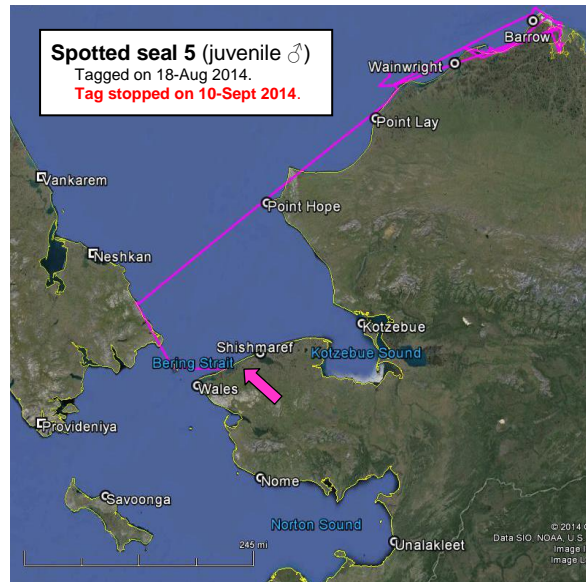 Spotted seal 5 (juvenile ♂)
Tagged on 18-Aug 2014.
Tag stopped on 10-Sept 2014.
Barrow
Wainwright
Point Lay
Vankarem
Point Hope
Neshkan
Kotzebue
Shishmaref
Kotzebue Sound
Bering Strait
Wales
Provideniya
Nome
Savoonga
Norton Sound
Unalakleet
245 mi
© 2014 G
Data SIO, NOAA, U.S
Image
Image